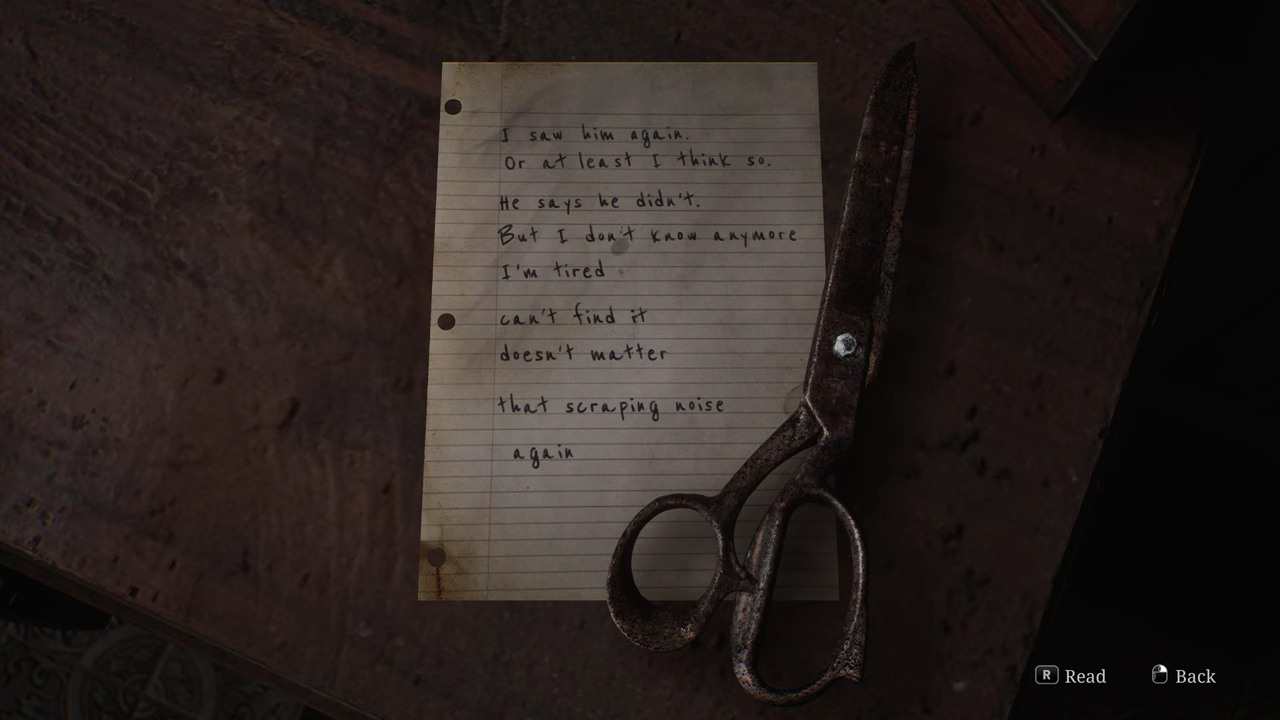 I saw him again.
Or at least I think so.
He says he didn't.
But I don't know anymore
I'm tired
can't find it
doesn't matter
that scraping noise
again
R Read Back